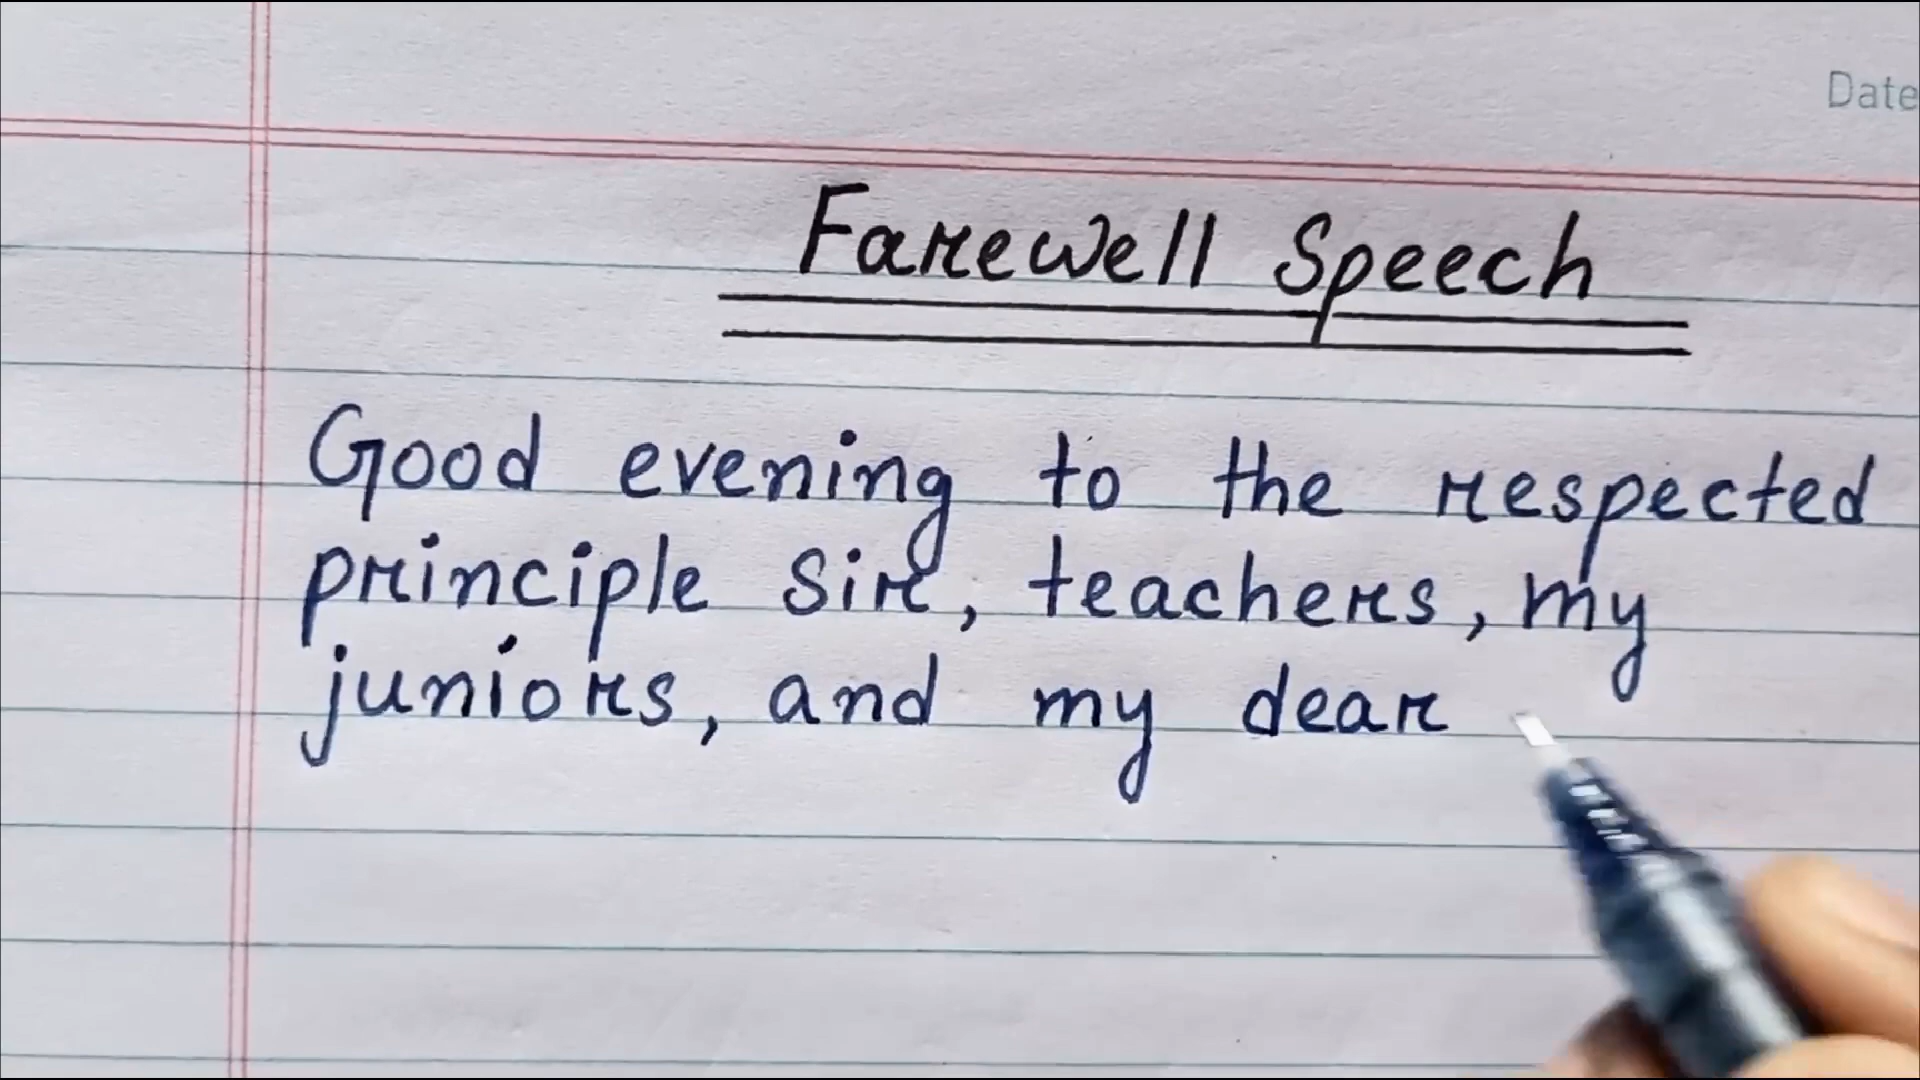 Date
Farewell Speech
Good evening to the respected
principle Sir, teachers, my
juniors, and my dear